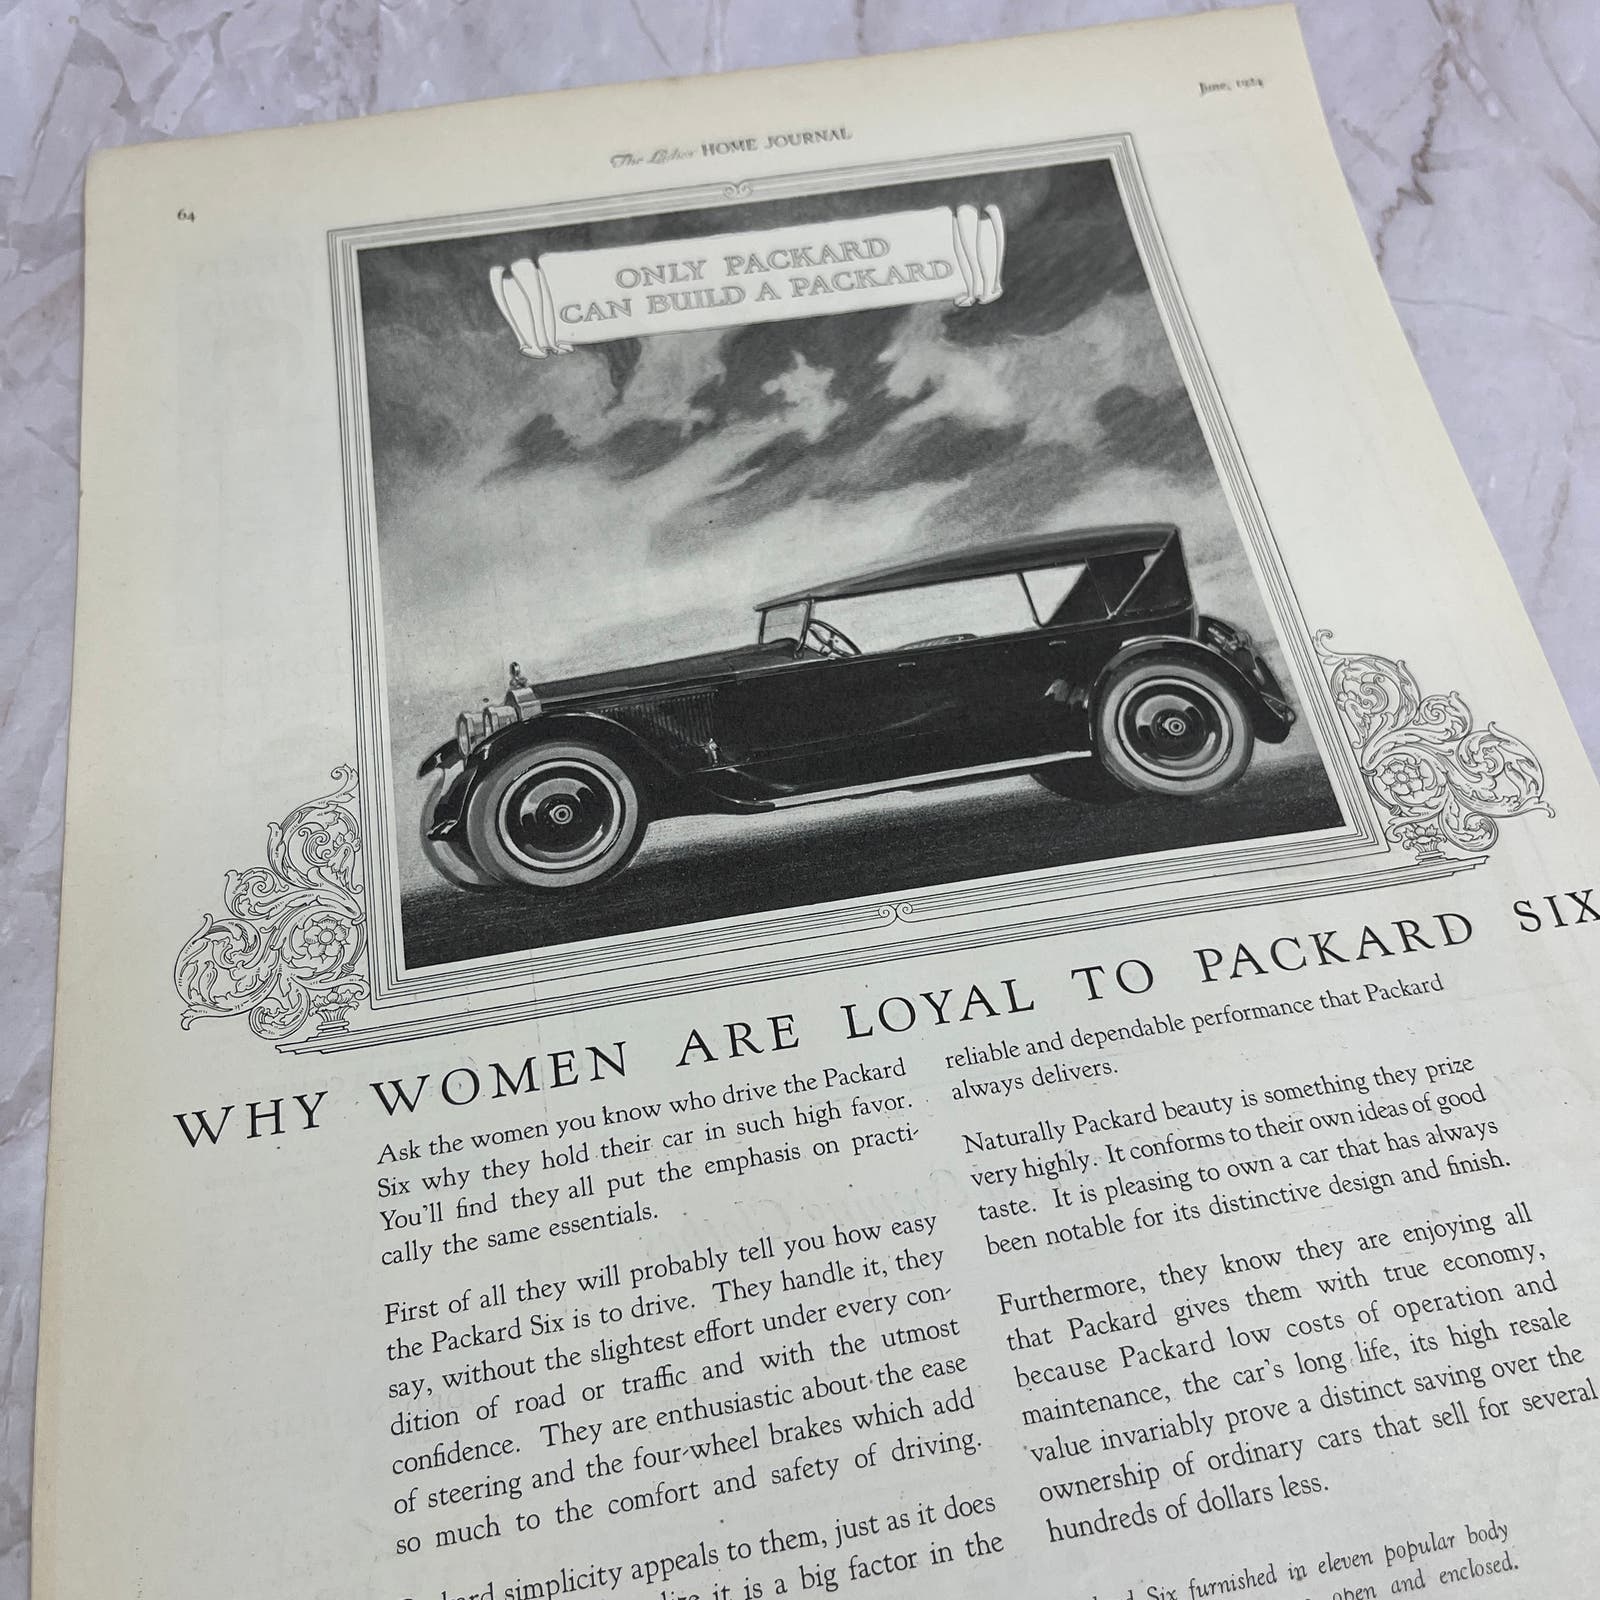 June, 1924
The Ladies' HOME JOURNAL
64
ONLY PACKARD
CAN BUILD A PACKARD
WHY WOMEN ARE LOYAL TO PACKARD SIX
Ask the women you know who drive the Packard
Six why they hold their car in such high favor.
You'll find they all put the emphasis on practi-
cally the same essentials.
First of all they will probably tell you how easy
the Packard Six is to drive. They handle it, they
say, without the slightest effort under every con-
dition of road or traffic and with the utmost
confidence. They are enthusiastic about the ease
of steering and the four-wheel brakes which add
so much to the comfort and safety of driving.
simplicity appeals to them, just as it does
it is a big factor in the
reliable and dependable performance that Packard
always delivers.
Naturally Packard beauty is something they prize
very highly. It conforms to their own ideas of good
taste. It is pleasing to own a car that has always
been notable for its distinctive design and finish.
Furthermore, they know they are enjoying all
that Packard gives them with true economy,
because Packard low costs of operation and
maintenance, the car's long life, its high resale
value invariably prove a distinct saving over the
ownership of ordinary cars that sell for several
hundreds of dollars less.
Six furnished in eleven popular body
open and enclosed.